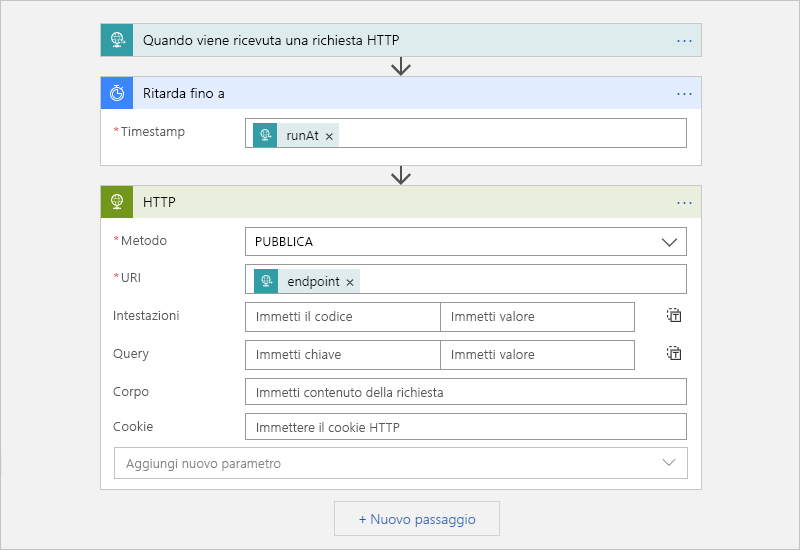 Quando viene ricevuta una richiesta HTTP ...
Ritarda fino a ...
*Timestamp runAt ×
HTTP ...
*Metodo PUBBLICA
*URI endpoint ×
Intestazioni Immetti il codice Immetti valore
Query Immetti chiave Immetti valore
Corpo Immetti contenuto della richiesta
Cookie Immettere il cookie HTTP
Aggiungi nuovo parametro
+ Nuovo passaggio